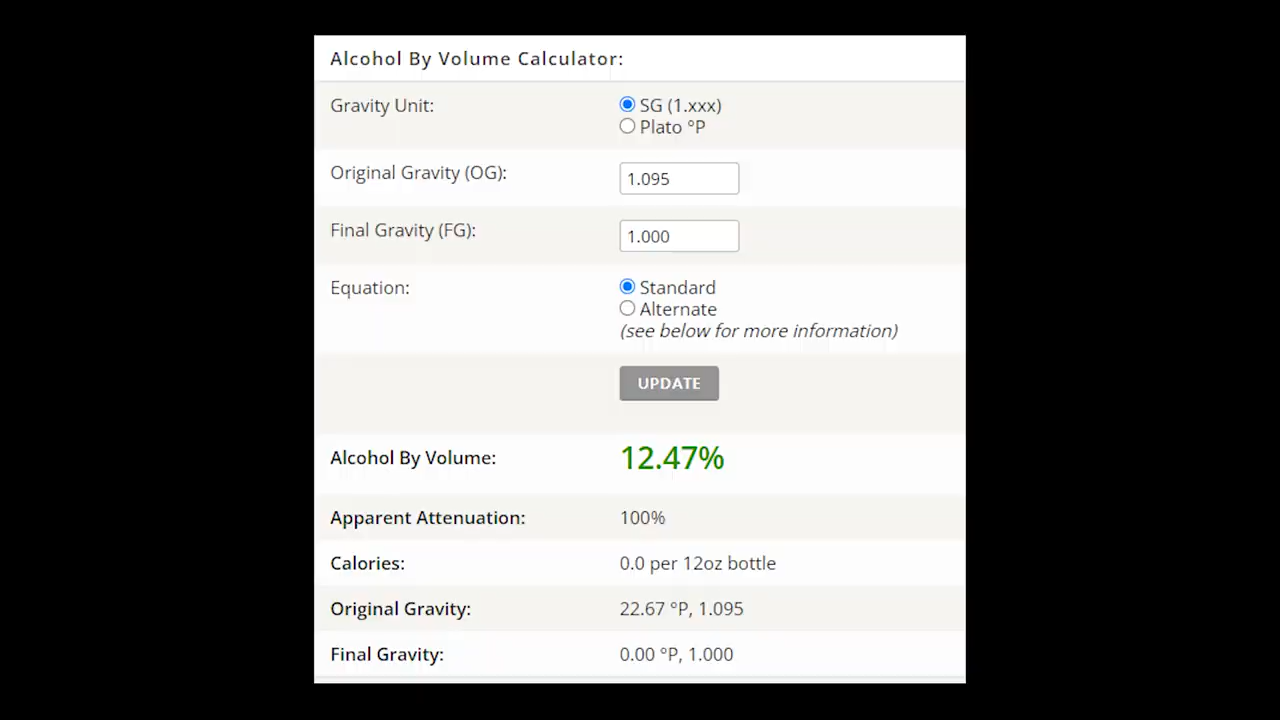 Alcohol By Volume Calculator:
Gravity Unit: SG (1.xxx)
Plato °P
Original Gravity (OG): 1.095
Final Gravity (FG): 1.000
Equation: Standard
Alternate
(see below for more information)
UPDATE
Alcohol By Volume: 12.47%
Apparent Attenuation: 100%
Calories: 0.0 per 12oz bottle
Original Gravity: 22.67 °P, 1.095
Final Gravity: 0.00 °P, 1.000